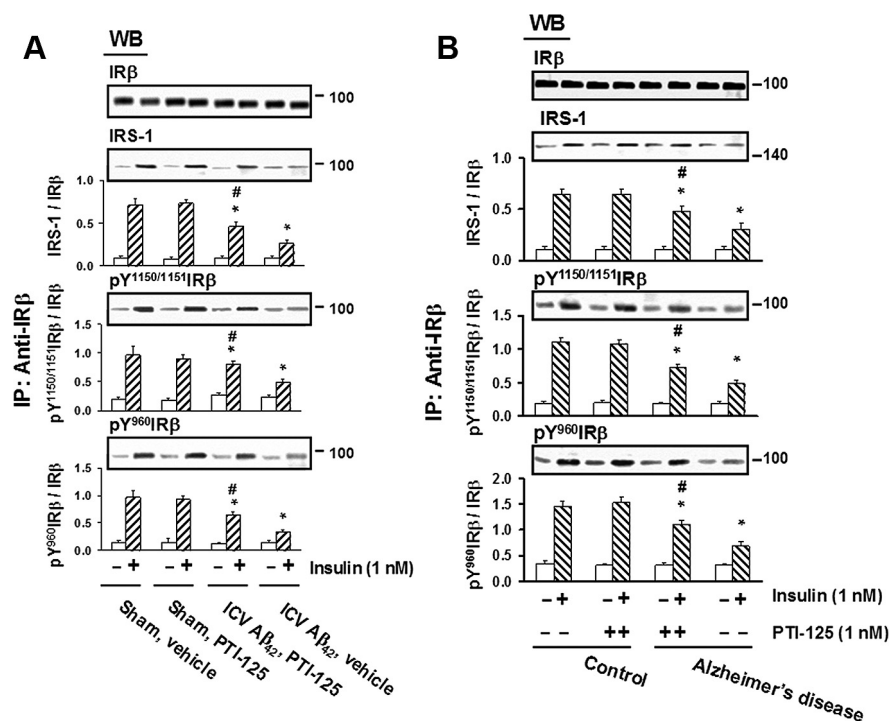 A
WB
IRβ
– 100
IRS-1
– 100
IRS-1 / IRβ
1.0
0.5
0.0
#
*
*
pY1150/1151IRβ
– 100
pY1150/1151IRβ / IRβ
1.5
1.0
0.5
0.0
#
*
*
pY960IRβ
– 100
pY960IRβ / IRβ
1.5
1.0
0.5
0.0
#
*
*
IP: Anti-IRβ
– + – + – + – + Insulin (1 nM)
Sham, vehicle
Sham, PTI-125
ICV Aβ42, PTI-125
ICV Aβ42, vehicle
B
WB
IRβ
–100
IRS-1
–140
IRS-1 / IRβ
1.0
0.5
0.0
#
*
*
pY1150/1151IRβ
–100
pY1150/1151IRβ / IRβ
1.5
1.0
0.5
0.0
#
*
*
pY960IRβ
–100
pY960IRβ / IRβ
2.0
1.5
1.0
0.5
0.0
#
*
*
IP: Anti-IRβ
– + – + – + – + Insulin (1 nM)
– – + + + + – – PTI-125 (1 nM)
Control
Alzheimer's disease